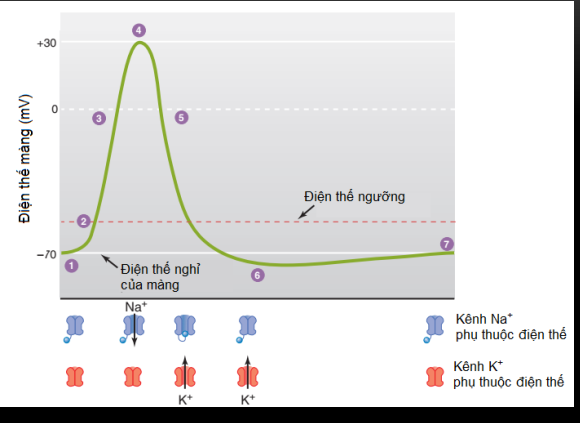 4
+30
3
5
0
Điện thế màng (mV)
Điện thế ngưỡng
2
7
−70
1
6
Điện thế nghỉ
của màng
Na⁺
Kênh Na⁺
phụ thuộc điện thế
Kênh K⁺
phụ thuộc điện thế
K⁺
K⁺